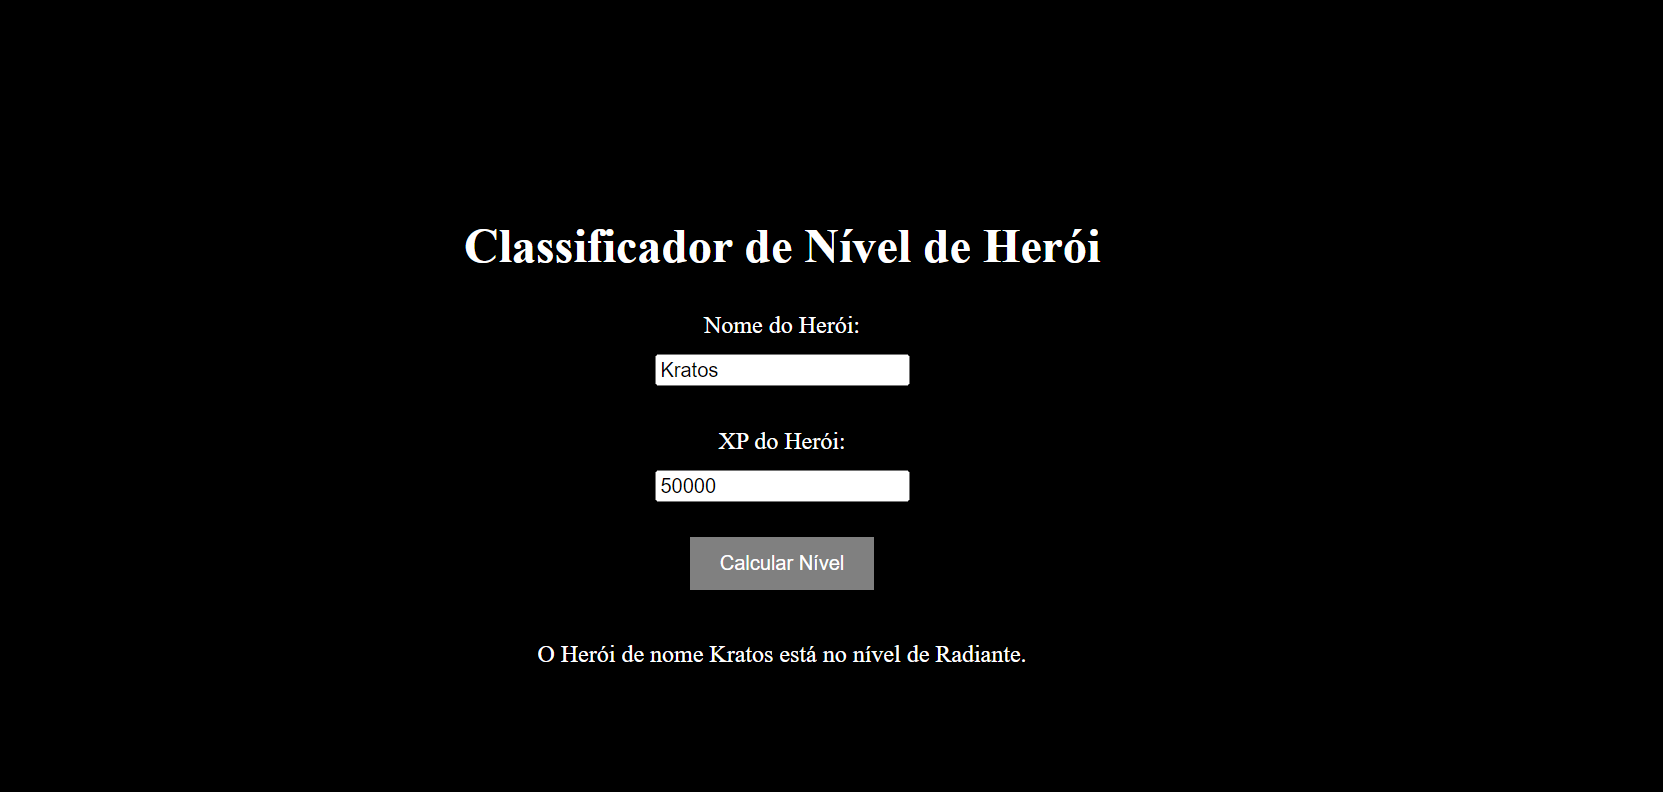 Classificador de Nível de Herói
Nome do Herói:
Kratos
XP do Herói:
50000
Calcular Nível
O Herói de nome Kratos está no nível de Radiante.